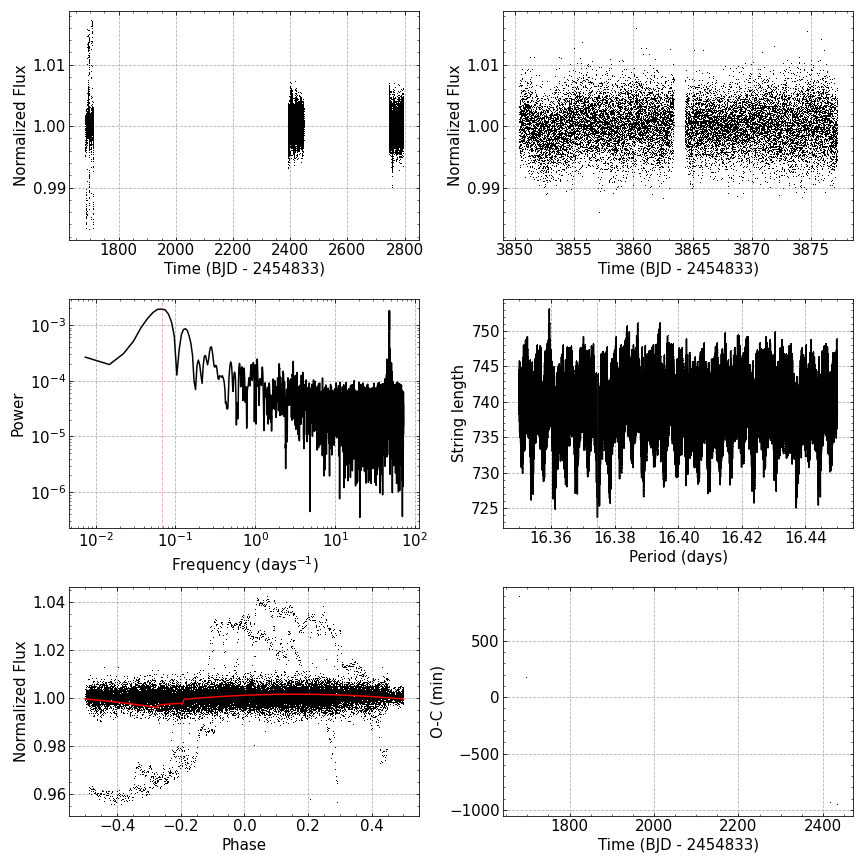 1.01
1.00
0.99
Normalized Flux
1800 2000 2200 2400 2600 2800
Time (BJD - 2454833)
1.01
1.00
0.99
Normalized Flux
3850 3855 3860 3865 3870 3875
Time (BJD - 2454833)
10⁻³
10⁻⁴
10⁻⁵
10⁻⁶
Power
10⁻² 10⁻¹ 10⁰ 10¹ 10²
Frequency (days⁻¹)
750
745
740
735
730
725
String length
16.36 16.38 16.40 16.42 16.44
Period (days)
1.04
1.02
1.00
0.98
0.96
Normalized Flux
−0.4 −0.2 0.0 0.2 0.4
Phase
500
0
−500
−1000
O-C (min)
1800 2000 2200 2400
Time (BJD - 2454833)